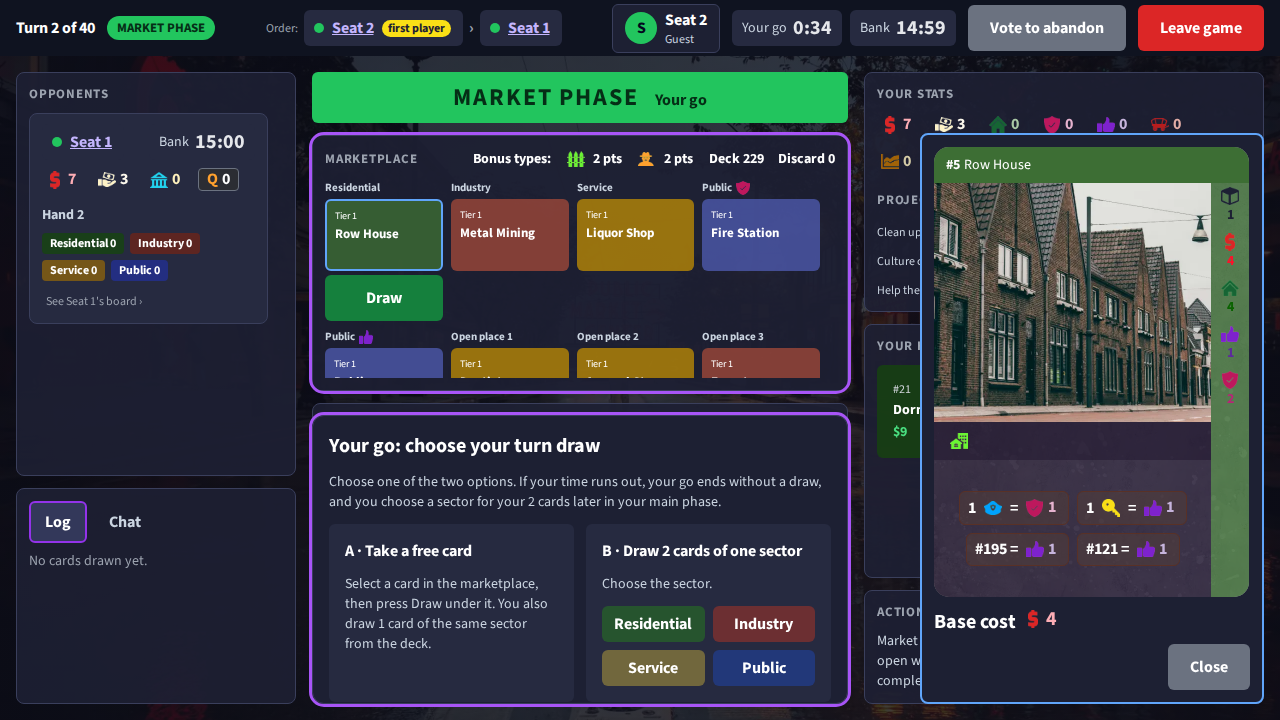 Turn 2 of 40
MARKET PHASE
Order:
Seat 2 first player › Seat 1
S
Seat 2
Guest
Your go 0:34
Bank 14:59
Vote to abandon
Leave game
OPPONENTS
Seat 1
Bank 15:00
7 3 0 Q 0
Hand 2
Residential 0 Industry 0
Service 0 Public 0
See Seat 1's board ›
Log
Chat
No cards drawn yet.
MARKET PHASE Your go
MARKETPLACE
Bonus types: 2 pts 2 pts Deck 229 Discard 0
Residential
Industry
Service
Public
Tier 1
Row House
Tier 1
Metal Mining
Tier 1
Liquor Shop
Tier 1
Fire Station
Draw
Public
Open place 1
Open place 2
Open place 3
Tier 1
Tier 1
Tier 1
Tier 1
Your go: choose your turn draw
Choose one of the two options. If your time runs out, your go ends without a draw,
and you choose a sector for your 2 cards later in your main phase.
A · Take a free card
Select a card in the marketplace,
then press Draw under it. You also
draw 1 card of the same sector
from the deck.
B · Draw 2 cards of one sector
Choose the sector.
Residential
Industry
Service
Public
YOUR STATS
7 3 0 0 0 0
0
Clean up
Culture
Help the
YOUR
#21
$9
ACTION
Market
open
#5 Row House
1
4
4
1
2
1 = 1
1 = 1
#195 = 1
#121 = 1
Base cost 4
Close